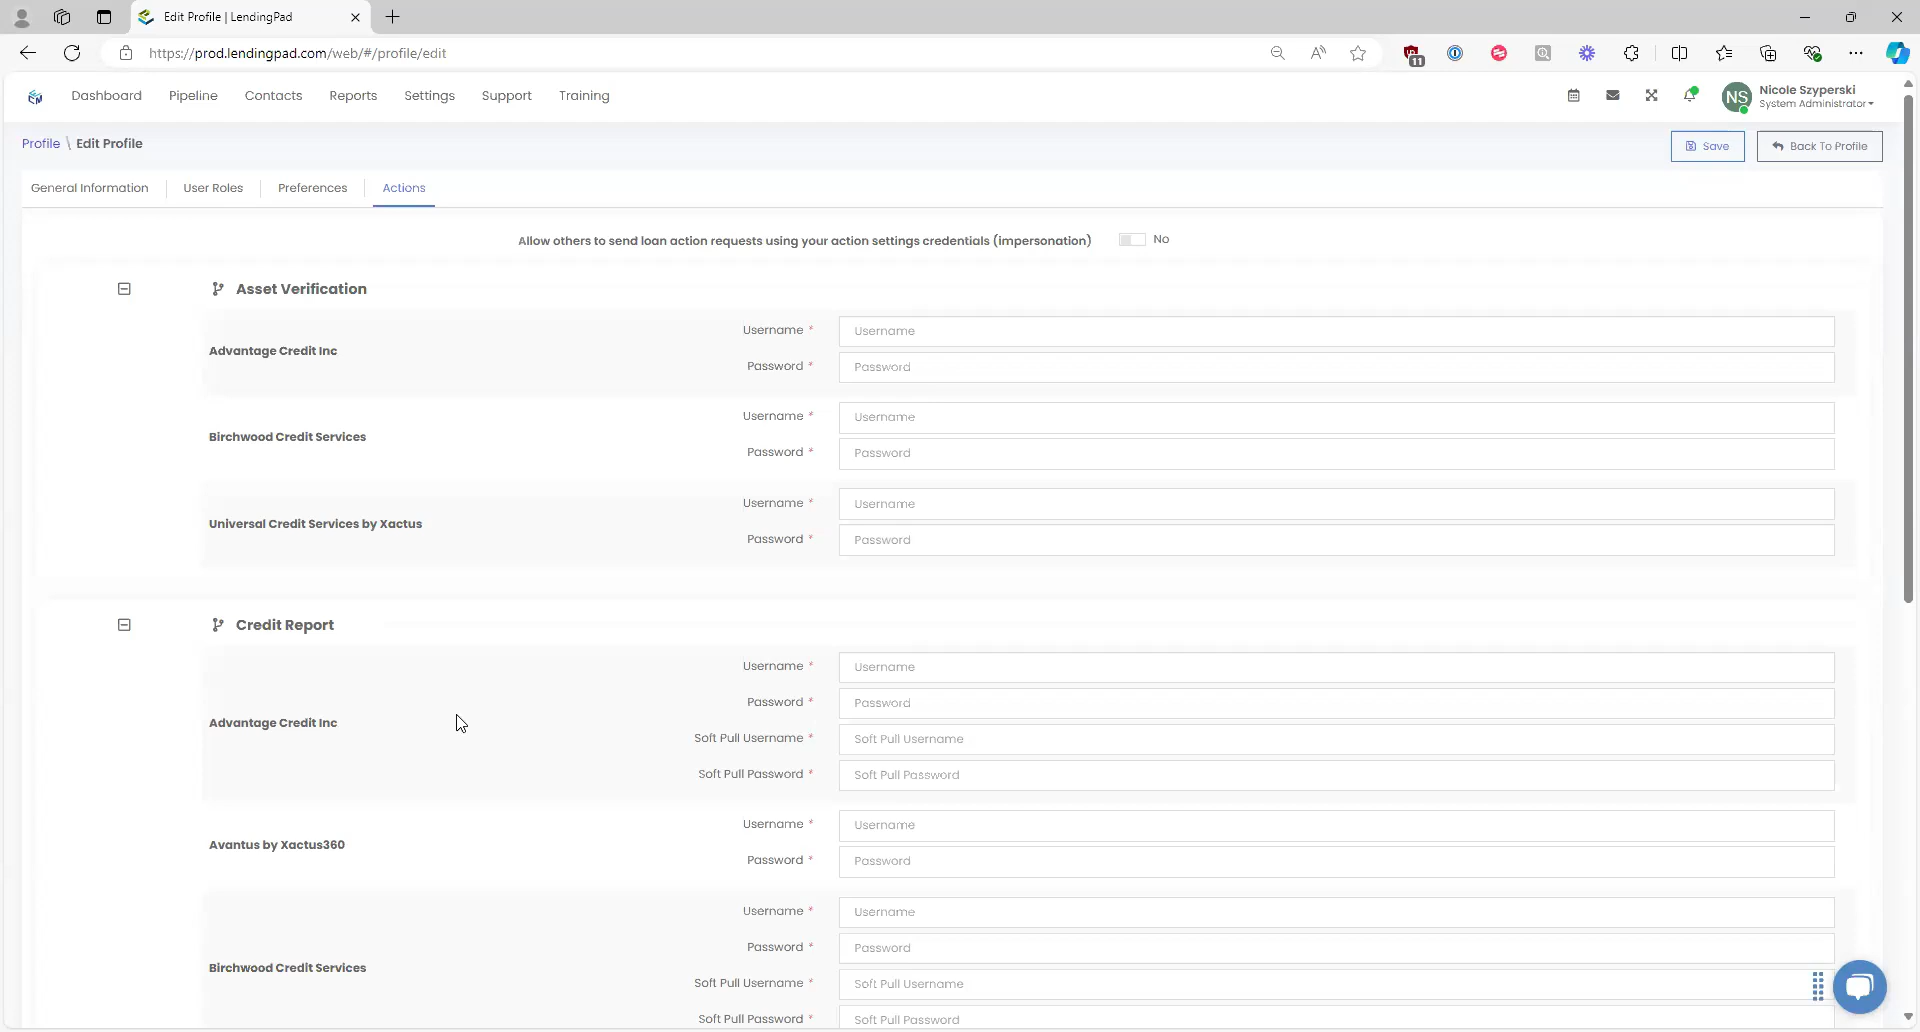 Edit Profile | LendingPad
https://prod.lendingpad.com/web/#/profile/edit
11
Dashboard Pipeline Contacts Reports Settings Support Training
NS Nicole Szyperski
System Administrator
Profile \ Edit Profile
Save Back To Profile
General Information User Roles Preferences Actions
Allow others to send loan action requests using your action settings credentials (impersonation) No
Asset Verification
Advantage Credit Inc
Username * Username
Password * Password
Birchwood Credit Services
Username * Username
Password * Password
Universal Credit Services by Xactus
Username * Username
Password * Password
Credit Report
Advantage Credit Inc
Username * Username
Password * Password
Soft Pull Username * Soft Pull Username
Soft Pull Password * Soft Pull Password
Avantus by Xactus360
Username * Username
Password * Password
Birchwood Credit Services
Username * Username
Password * Password
Soft Pull Username * Soft Pull Username
Soft Pull Password * Soft Pull Password